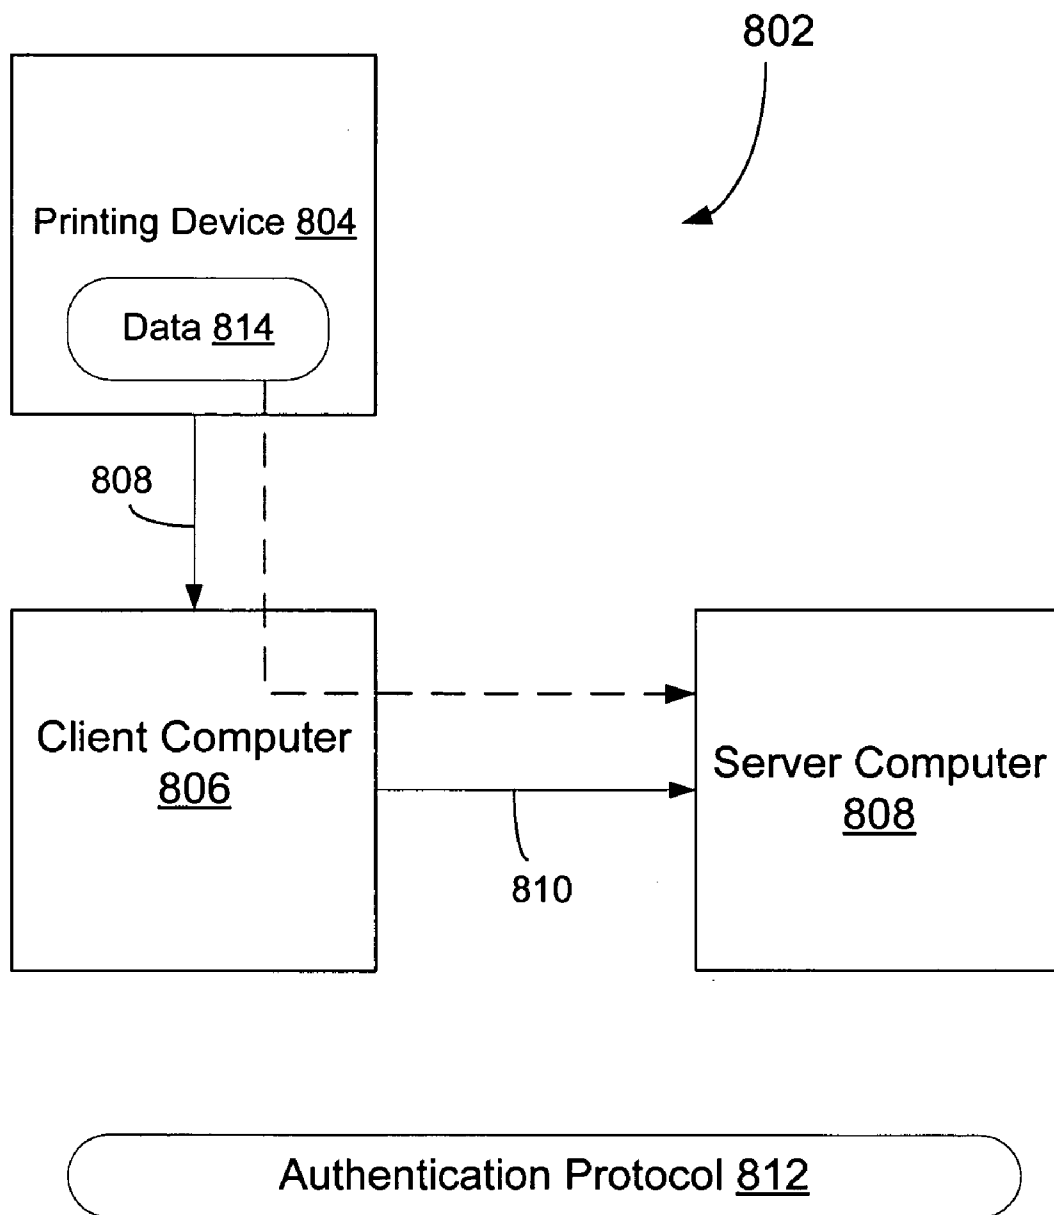 802
Printing Device 804
Data 814
808
Client Computer
806
Server Computer
808
810
Authentication Protocol 812